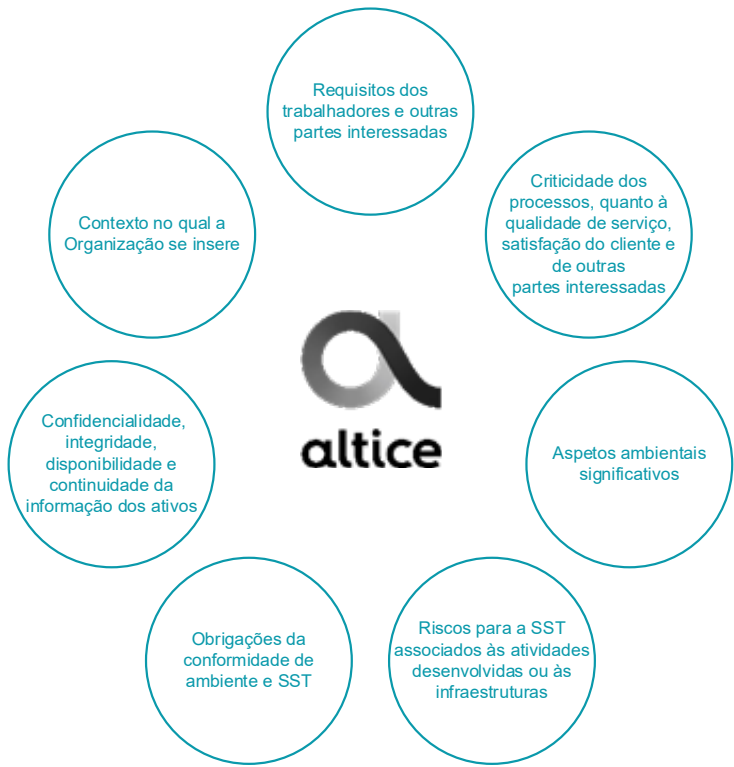 Requisitos dos
trabalhadores e outras
partes interessadas
Criticidade dos
processos, quanto à
qualidade de serviço,
satisfação do cliente e
de outras
partes interessadas
Contexto no qual a
Organização se insere
altice
Confidencialidade,
integridade,
disponibilidade e
continuidade da
informação dos ativos
Aspetos ambientais
significativos
Obrigações da
conformidade de
ambiente e SST
Riscos para a SST
associados às atividades
desenvolvidas ou às
infraestruturas